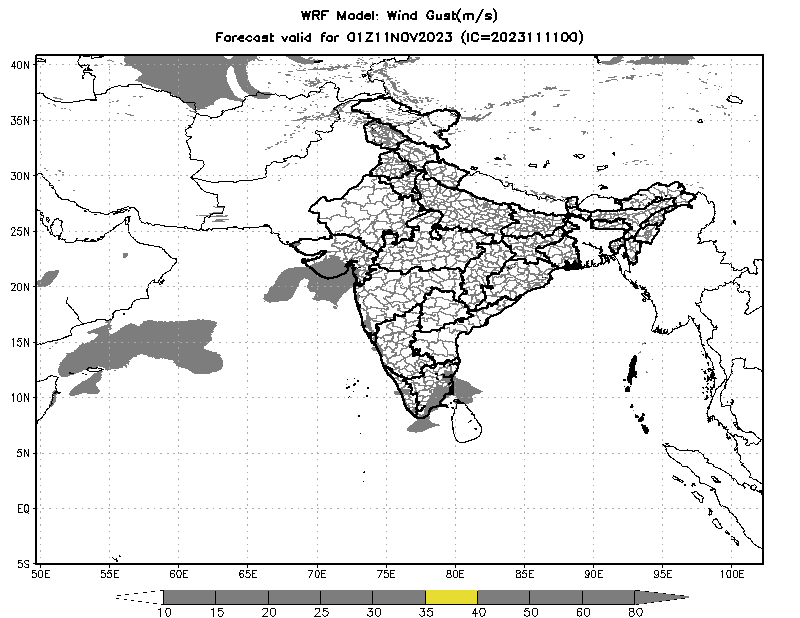 WRF Model: Wind Gust(m/s)
Forecast valid for 01Z11NOV2023 (IC=2023111100)
40N
35N
30N
25N
20N
15N
10N
5N
EQ
5S
50E 55E 60E 65E 70E 75E 80E 85E 90E 95E 100E
10 15 20 25 30 35 40 50 60 80